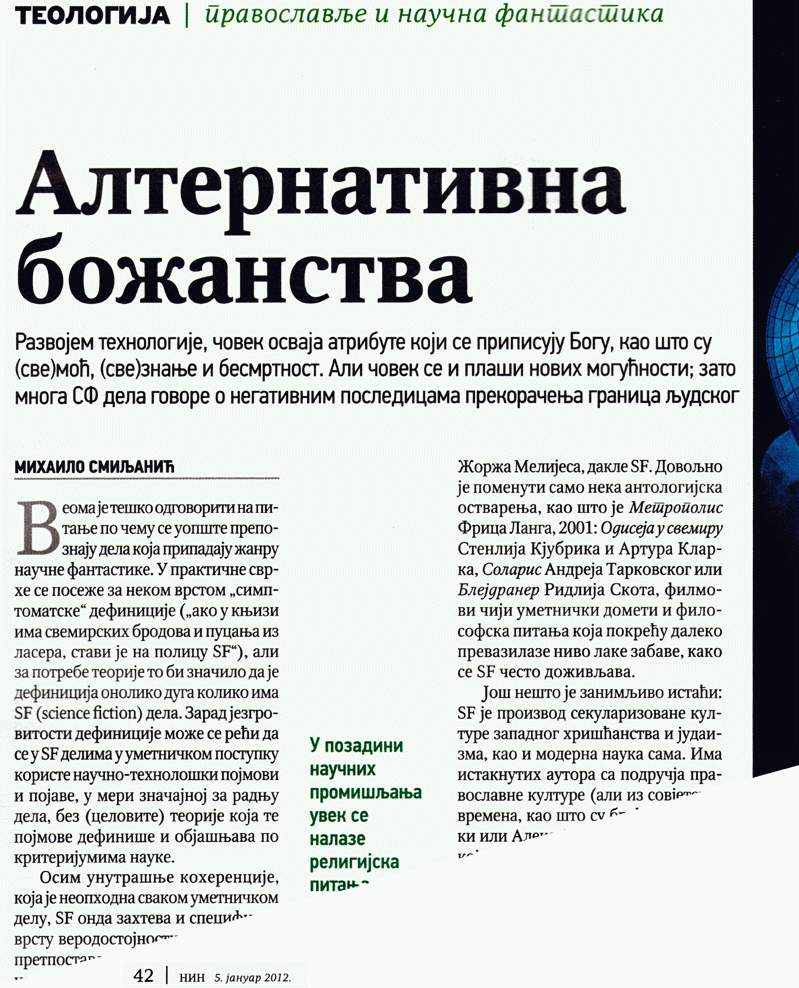 ТЕОЛОГИЈА | православље и научна фантастика
Алтернативна
божанства
Развојем технологије, човек осваја атрибуте који се приписују Богу, као што су
(све)моћ, (све)знање и бесмртност. Али човек се и плаши нових могућности; зато
многа СФ дела говоре о негативним последицама прекорачења граница људског
МИХАИЛО СМИЉАНИЋ
Веома је тешко одговорити на пи-
тање по чему се уопште препо-
знају дела која припадају жанру
научне фантастике. У практичне свр-
хе се посеже за неком врстом „симп-
томатске“ дефиниције („ако у књизи
има свемирских бродова и пуцања из
ласера, стави је на полицу SF“), али
за потребе теорије то би значило да је
дефиниција онолико дуга колико има
SF (science fiction) дела. Зарад језгро-
витости дефиниције може се рећи да
се у SF делима у уметничком поступку
користе научно-технолошки појмови
и појаве, у мери значајној за радњу
дела, без (целовите) теорије која те
појмове дефинише и објашњава по
критеријумима науке.
Осим унутрашње кохеренције,
која је неопходна сваком уметничком
делу, SF онда захтева и
врсту
У позадини
научних
промишљања
увек се
налазе
религијска
питања
Жоржа Мелијеса, дакле SF. Довољно
је поменути само нека антологијска
остварења, као што је Метрополис
Фрица Ланга, 2001: Одисеја у свемиру
Стенлија Кјубрика и Артура Клар-
ка, Соларис Андреја Тарковског или
Блејдранер Ридлија Скота, филмо-
ви чији уметнички домети и фило-
софска питања која покрећу далеко
превазилазе ниво лаке забаве, како
се SF често доживљава.
Још нешто је занимљиво истаћи:
SF је производ секуларизоване кул-
туре западног хришћанства и јудаи-
зма, као и модерна наука сама. Има
истакнутих аутора са подручја пра-
вославне културе (али из
времена, као што су
ки или
42 | НИН 5. јануар 2012.